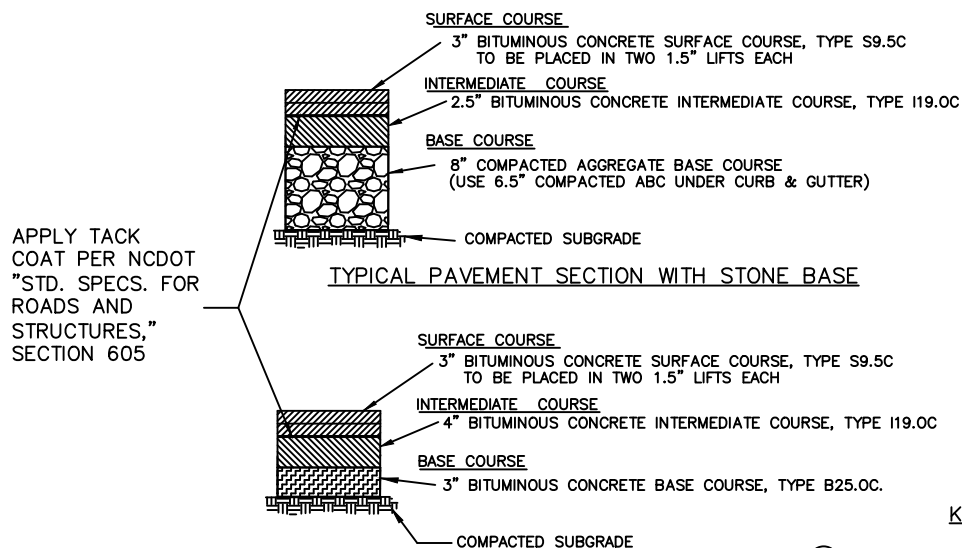 SURFACE COURSE
3" BITUMINOUS CONCRETE SURFACE COURSE, TYPE S9.5C
TO BE PLACED IN TWO 1.5" LIFTS EACH
INTERMEDIATE COURSE
2.5" BITUMINOUS CONCRETE INTERMEDIATE COURSE, TYPE I19.0C
BASE COURSE
8" COMPACTED AGGREGATE BASE COURSE
(USE 6.5" COMPACTED ABC UNDER CURB & GUTTER)
COMPACTED SUBGRADE
TYPICAL PAVEMENT SECTION WITH STONE BASE
APPLY TACK
COAT PER NCDOT
"STD. SPECS. FOR
ROADS AND
STRUCTURES,"
SECTION 605
SURFACE COURSE
3" BITUMINOUS CONCRETE SURFACE COURSE, TYPE S9.5C
TO BE PLACED IN TWO 1.5" LIFTS EACH
INTERMEDIATE COURSE
4" BITUMINOUS CONCRETE INTERMEDIATE COURSE, TYPE I19.0C
BASE COURSE
3" BITUMINOUS CONCRETE BASE COURSE, TYPE B25.0C.
COMPACTED SUBGRADE
K